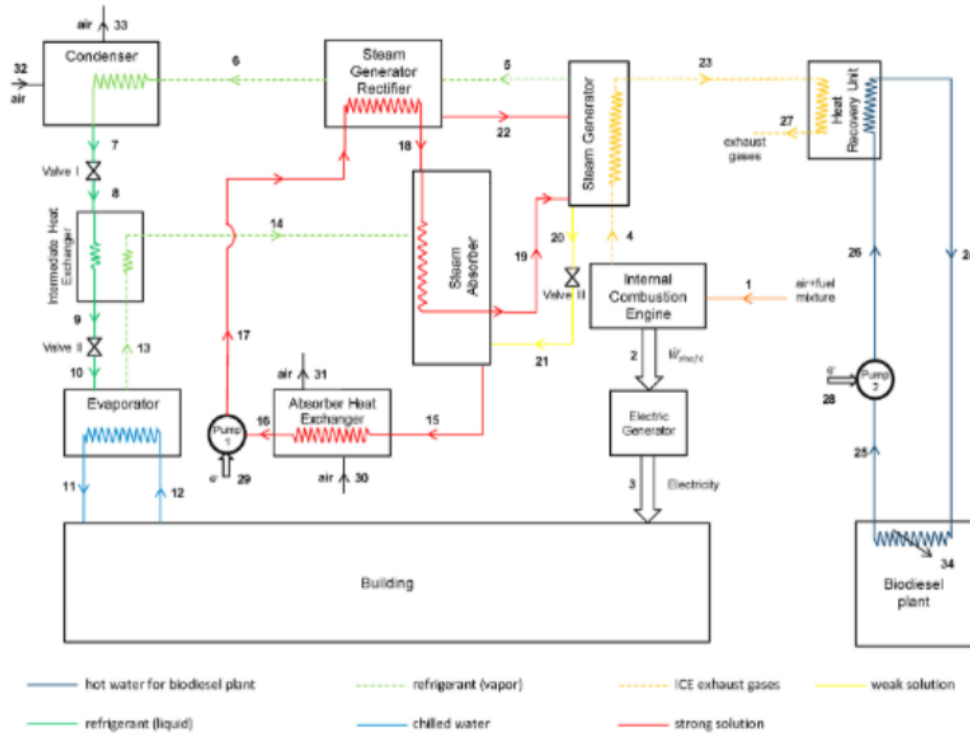 air
33
Condenser
32
air
6
Steam
Generator
Rectifier
5
Steam Generator
23
Heat
Recovery Unit
27
exhaust
gases
22
7
18
Valve I
8
14
Intermediate Heat
Exchanger
Steam
Absorber
19
20
4
26
Valve III
Internal
Combustion
Engine
1
air+fuel
mixture
9
17
Valve II
13
21
2
10
air
31
Pump
2
28
Evaporator
Absorber Heat
Exchanger
16
15
Pump
1
Electric
Generator
25
29
air
30
11
12
3
Electricity
Building
34
Biodiesel
plant
hot water for biodiesel plant
refrigerant (vapor)
ICE exhaust gases
weak solution
refrigerant (liquid)
chilled water
strong solution